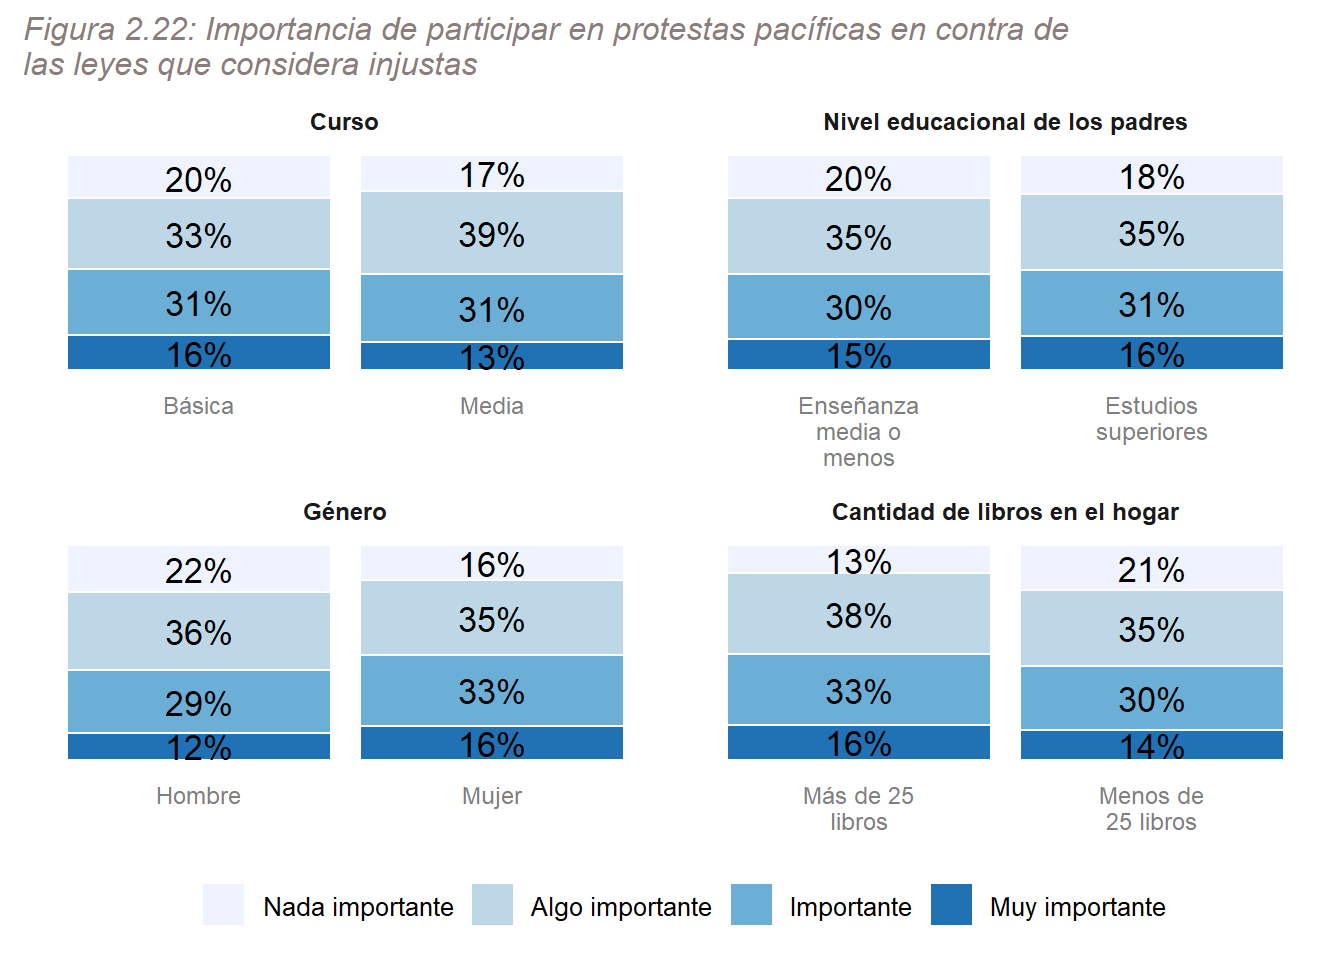 Figura 2.22: Importancia de participar en protestas pacíficas en contra de
las leyes que considera injustas
Curso
20%
33%
31%
16%
Básica
17%
39%
31%
13%
Media
Nivel educacional de los padres
20%
35%
30%
15%
Enseñanza
media o
menos
18%
35%
31%
16%
Estudios
superiores
Género
22%
36%
29%
12%
Hombre
16%
35%
33%
16%
Mujer
Cantidad de libros en el hogar
13%
38%
33%
16%
Más de 25
libros
21%
35%
30%
14%
Menos de
25 libros
Nada importante
Algo importante
Importante
Muy importante